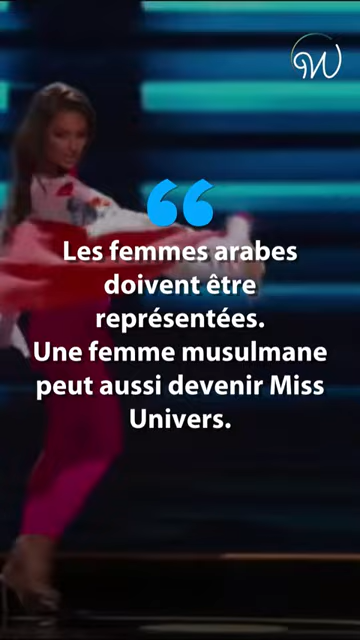 W
“
Les femmes arabes
doivent être
représentées.
Une femme musulmane
peut aussi devenir Miss
Univers.